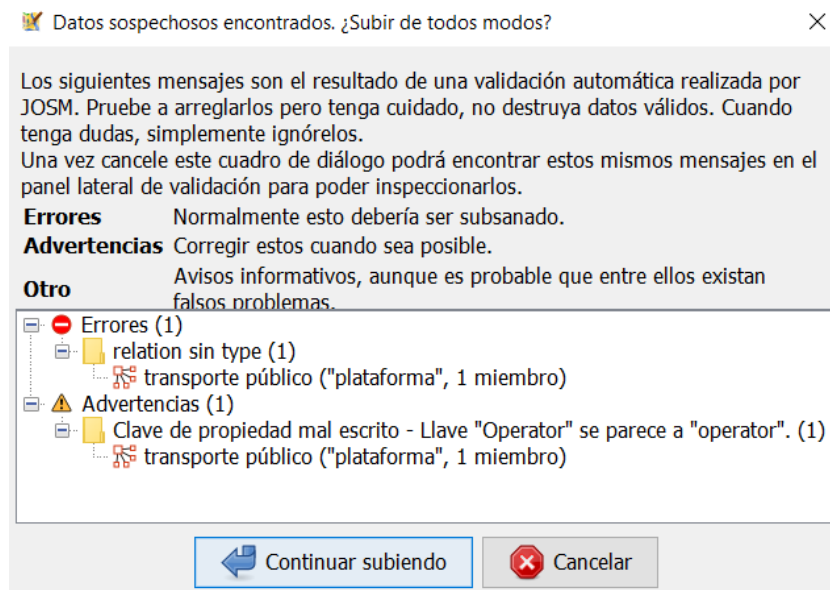 Datos sospechosos encontrados. ¿Subir de todos modos?
Los siguientes mensajes son el resultado de una validación automática realizada por
JOSM. Pruebe a arreglarlos pero tenga cuidado, no destruya datos válidos. Cuando
tenga dudas, simplemente ignórelos.
Una vez cancele este cuadro de diálogo podrá encontrar estos mismos mensajes en el
panel lateral de validación para poder inspeccionarlos.
Errores Normalmente esto debería ser subsanado.
Advertencias Corregir estos cuando sea posible.
Otro Avisos informativos, aunque es probable que entre ellos existan
falsos problemas.
Errores (1)
relation sin type (1)
transporte público ("plataforma", 1 miembro)
Advertencias (1)
Clave de propiedad mal escrito - Llave "Operator" se parece a "operator". (1)
transporte público ("plataforma", 1 miembro)
Continuar subiendo Cancelar